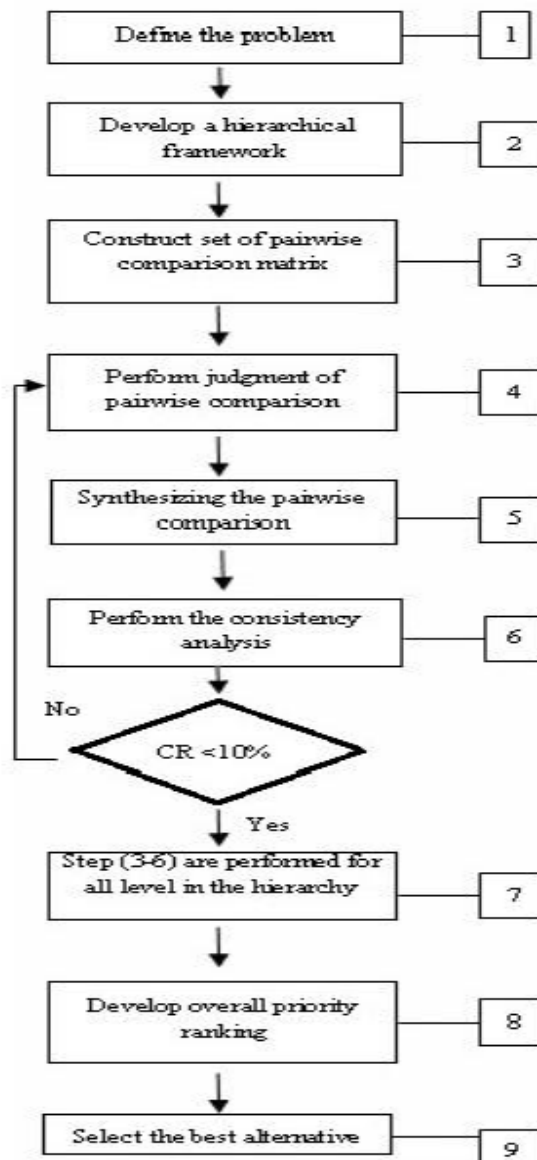 Define the problem
1
Develop a hierarchical
framework
2
Construct set of pairwise
comparison matrix
3
Perform judgment of
pairwise comparison
4
Synthesizing the pairwise
comparison
5
Perform the consistency
analysis
6
No
CR <10%
Yes
Step (3-6) are performed for
all level in the hierarchy
7
Develop overall priority
ranking
8
Select the best alternative
9